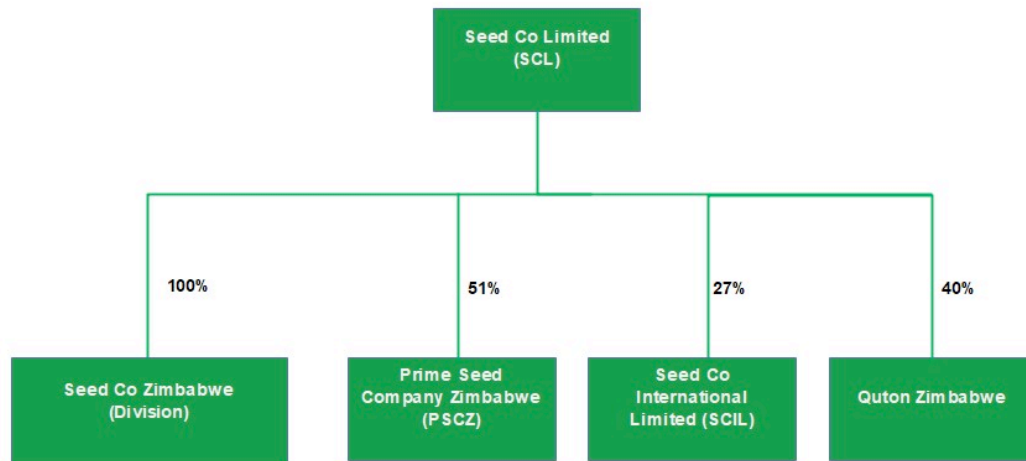 Seed Co Limited
(SCL)
100%
51%
27%
40%
Seed Co Zimbabwe
(Division)
Prime Seed
Company Zimbabwe
(PSCZ)
Seed Co
International
Limited (SCIL)
Quton Zimbabwe